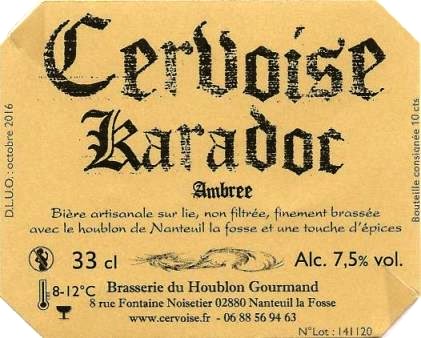 Cervoise
Karadoc
Ambree
Bière artisanale sur lie, non filtrée, finement brassée
avec le houblon de Nanteuil la fosse et une touche d'épices
33 cl
Alc. 7,5% vol.
8-12°C
Brasserie du Houblon Gourmand
8 rue Fontaine Noisetier 02880 Nanteuil la Fosse
www.cervoise.fr - 06 88 56 94 63
N°Lot : 141120
D.L.U.O. : octobre 2016
Bouteille consignée 10 cts